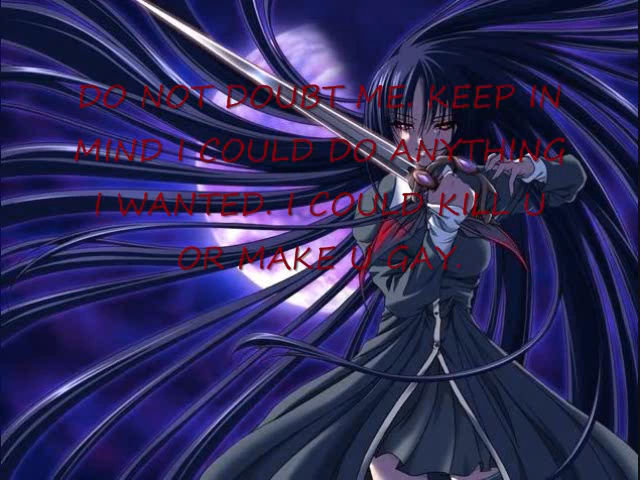 DO NOT DOUBT ME. KEEP IN
MIND I COULD DO ANYTHING
I WANTED. I COULD KILL U
OR MAKE U GAY.